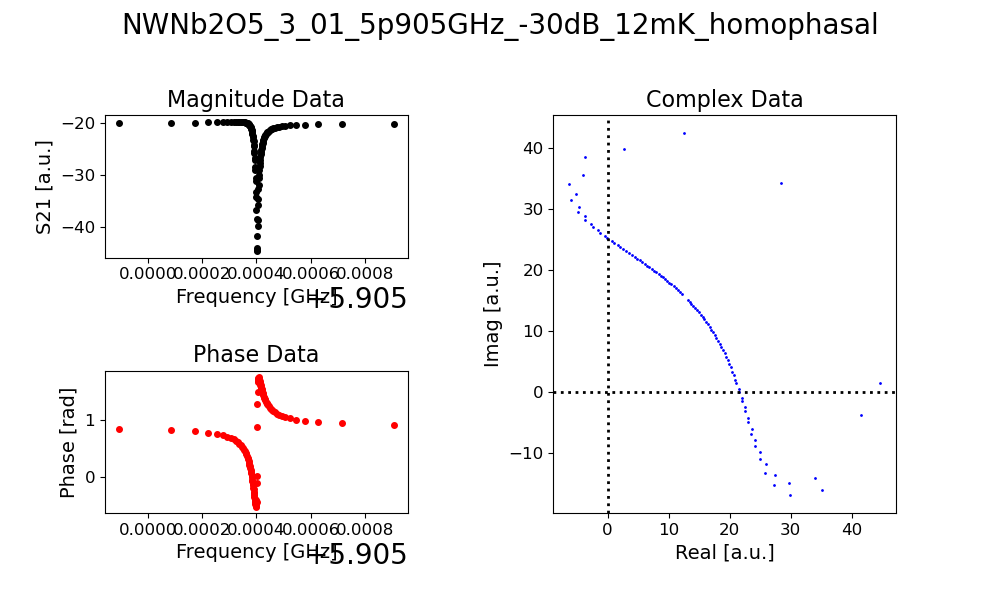 NWNb2O5_3_01_5p905GHz_-30dB_12mK_homophasal
Magnitude Data
S21 [a.u.]
−20
−30
−40
0.0000 0.0002 0.0004 0.0006 0.0008
Frequency [GHz]
+5.905
Phase Data
Phase [rad]
1
0
0.0000 0.0002 0.0004 0.0006 0.0008
Frequency [GHz]
+5.905
Complex Data
Imag [a.u.]
40
30
20
10
0
−10
0 10 20 30 40
Real [a.u.]